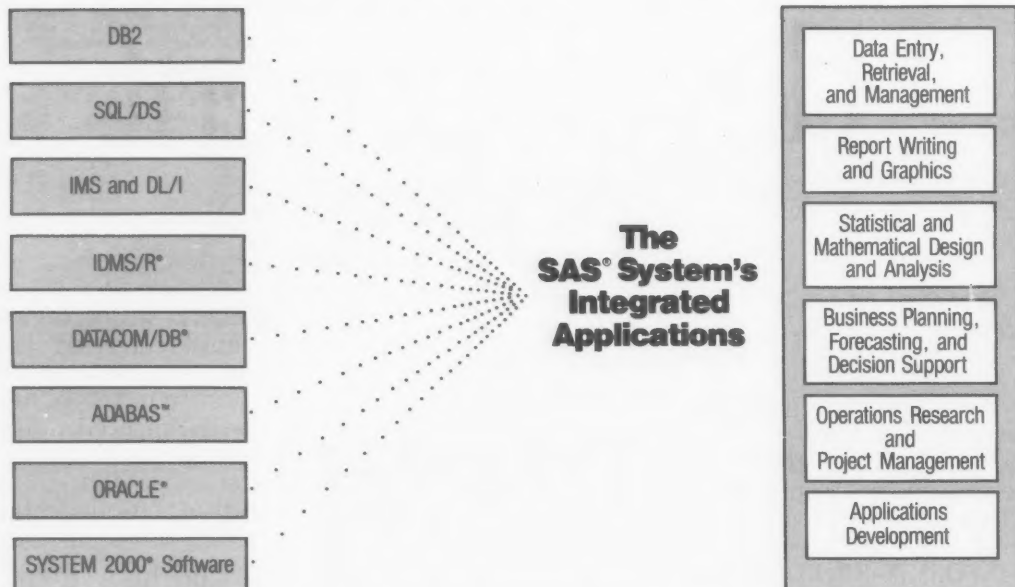 DB2
SQL/DS
IMS and DL/I
IDMS/R®
DATACOM/DB®
ADABAS™
ORACLE®
SYSTEM 2000® Software
The
SAS® System's
Integrated
Applications
Data Entry,
Retrieval,
and Management
Report Writing
and Graphics
Statistical and
Mathematical Design
and Analysis
Business Planning,
Forecasting, and
Decision Support
Operations Research
and
Project Management
Applications
Development